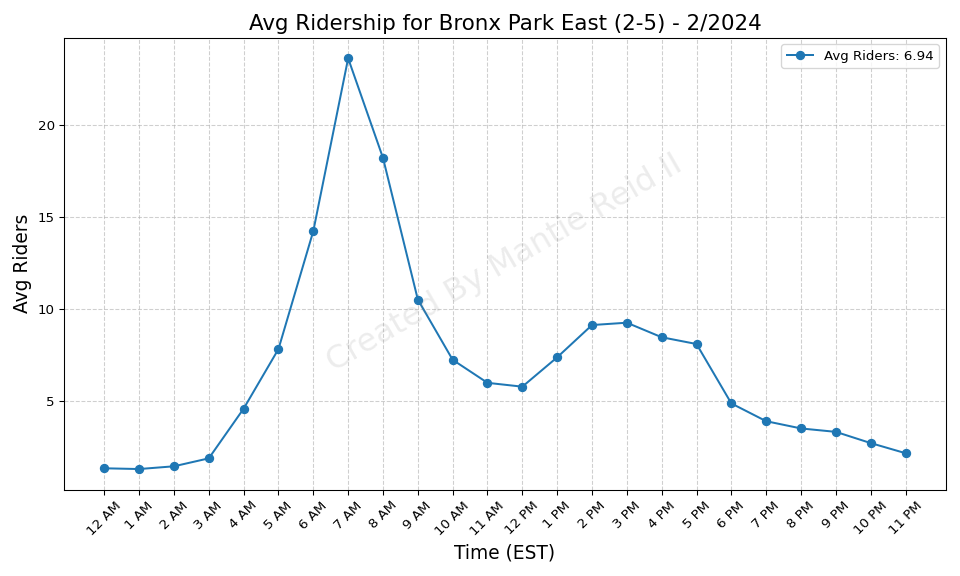 Avg Ridership for Bronx Park East (2-5) - 2/2024
Avg Riders: 6.94
Avg Riders
20
15
10
5
Created By Mantle Reid II
12 AM
1 AM
2 AM
3 AM
4 AM
5 AM
6 AM
7 AM
8 AM
9 AM
10 AM
11 AM
12 PM
1 PM
2 PM
3 PM
4 PM
5 PM
6 PM
7 PM
8 PM
9 PM
10 PM
11 PM
Time (EST)